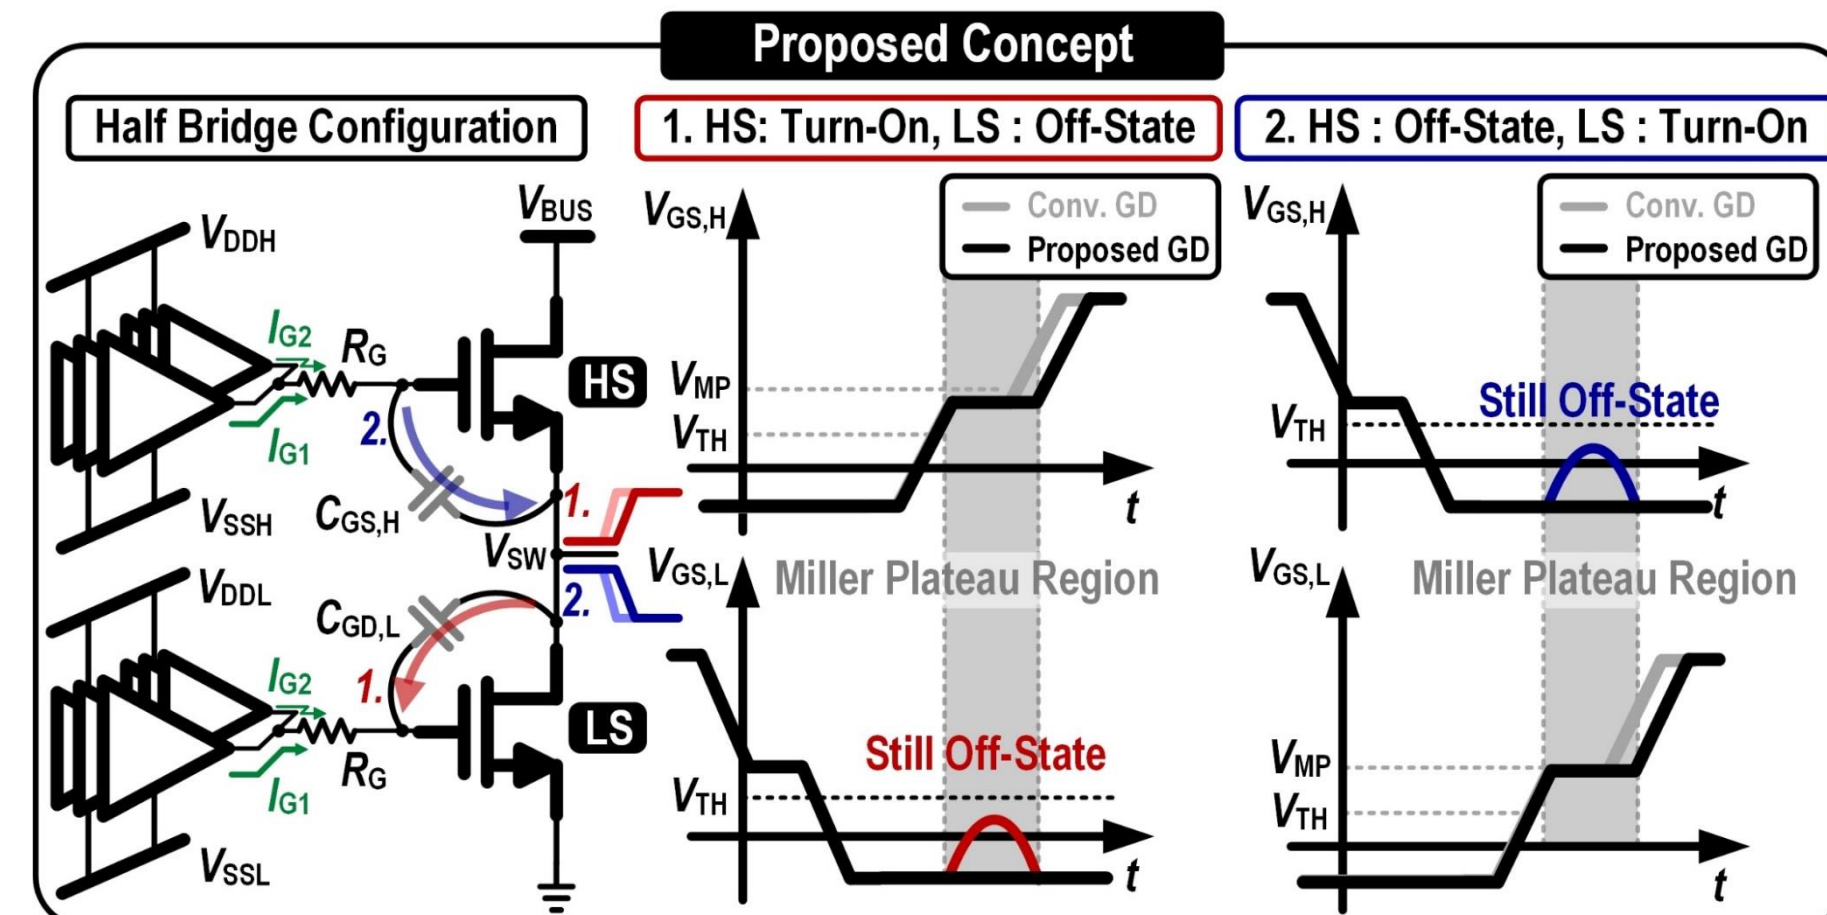 Proposed Concept
Half Bridge Configuration
1. HS: Turn-On, LS : Off-State
2. HS : Off-State, LS : Turn-On
VDDH
VBUS
IG2
RG
HS
IG1
2.
CGS,H
VSSH
1.
VSW
2.
VDDL
CGD,L
1.
IG2
RG
LS
IG1
VSSL
VGS,H
Conv. GD
Proposed GD
VMP
VTH
t
VGS,L
Miller Plateau Region
Still Off-State
VTH
t
VGS,H
Conv. GD
Proposed GD
Still Off-State
VTH
t
VGS,L
Miller Plateau Region
VMP
VTH
t